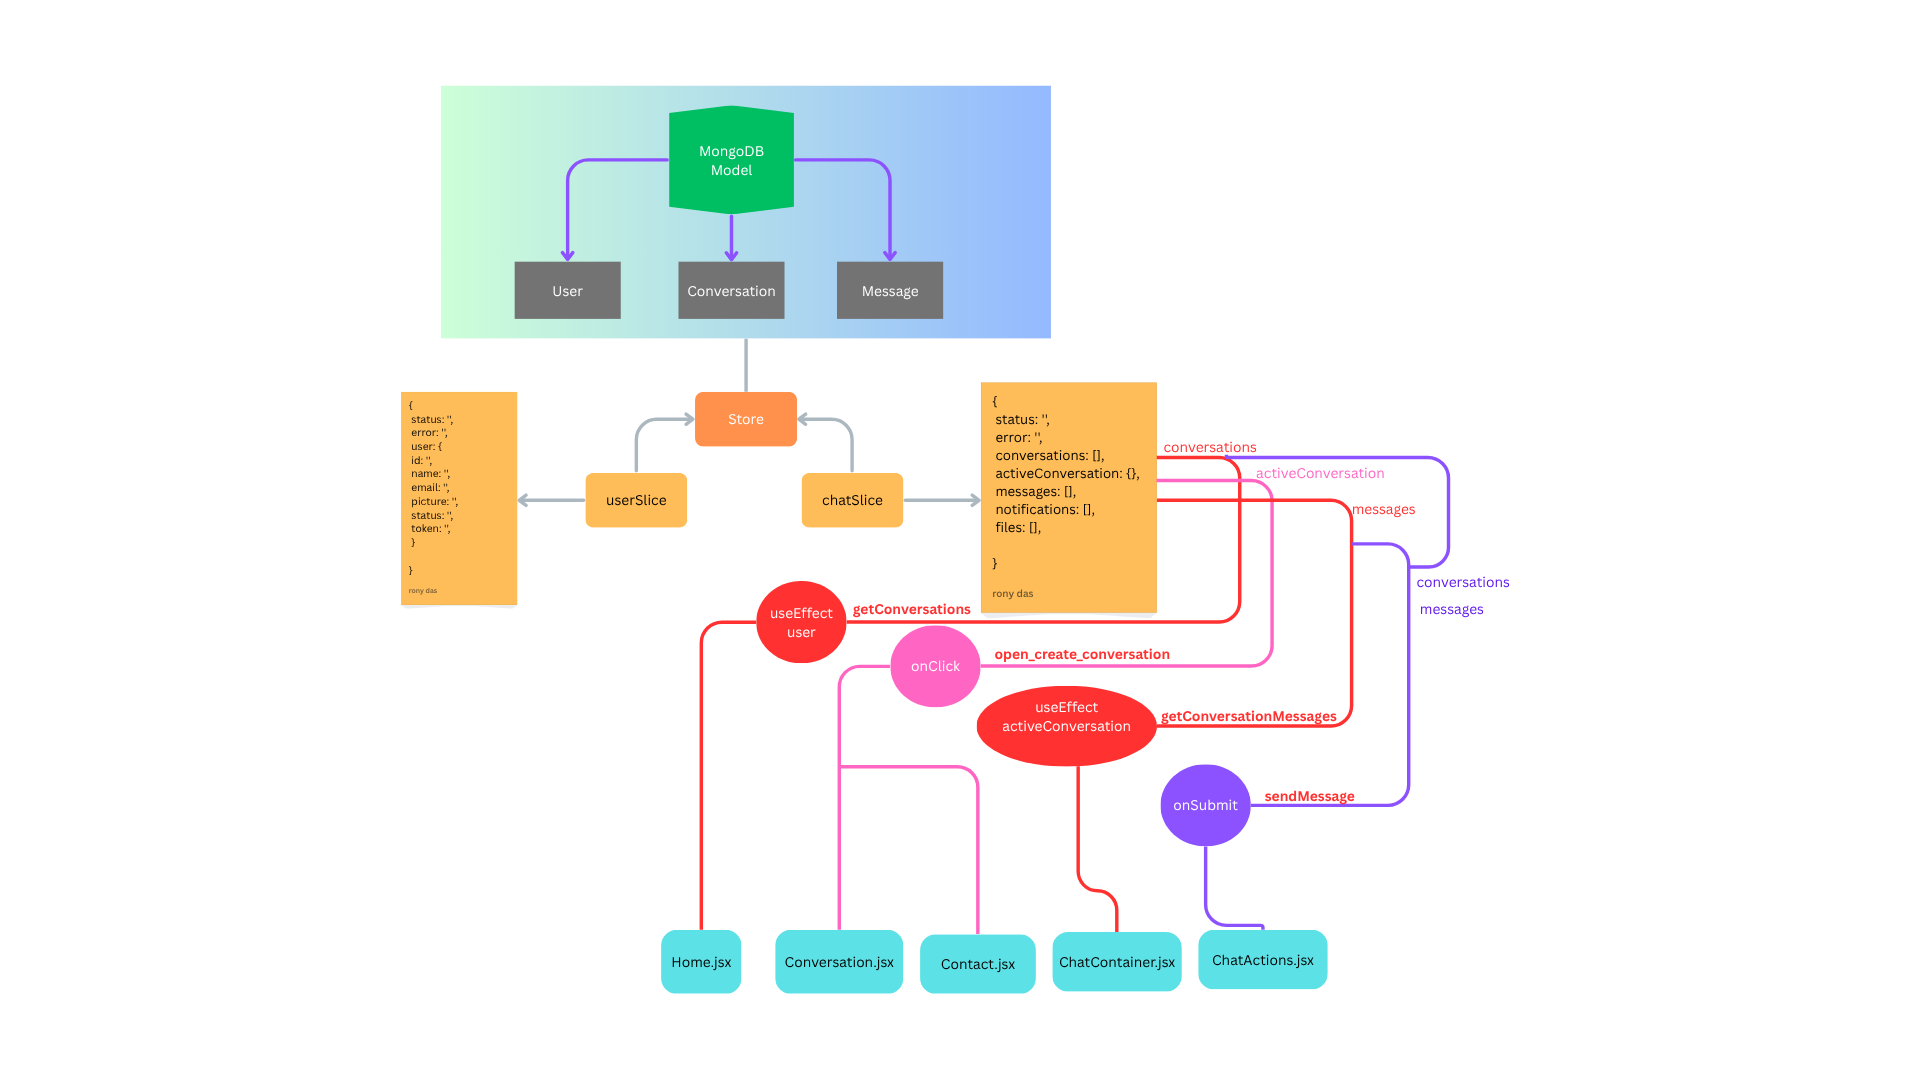 MongoDB
Model
User
Conversation
Message
Store
userSlice
chatSlice
{
status: '',
error: '',
user: {
id: '',
name: '',
email: '',
picture: '',
status: '',
token: '',
}
}
rony das
{
status: '',
error: '',
conversations: [],
activeConversation: {},
messages: [],
notifications: [],
files: [],
}
rony das
conversations
activeConversation
messages
conversations
messages
useEffect
user
getConversations
onClick
open_create_conversation
useEffect
activeConversation
getConversationMessages
onSubmit
sendMessage
Home.jsx
Conversation.jsx
Contact.jsx
ChatContainer.jsx
ChatActions.jsx